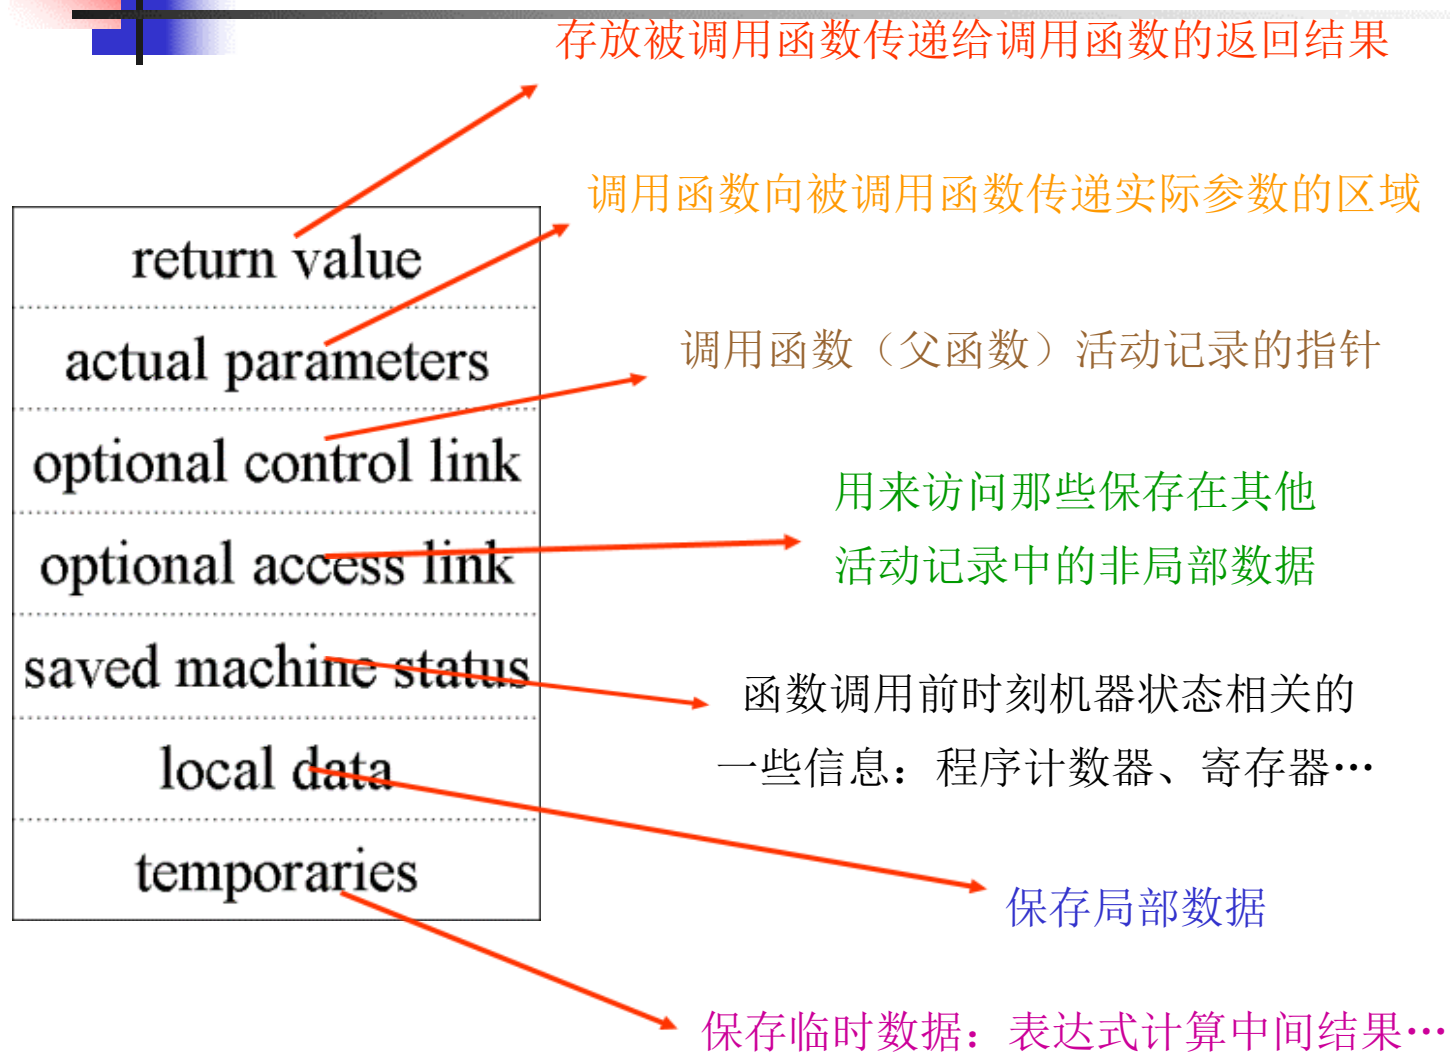 存放被调用函数传递给调用函数的返回结果
调用函数向被调用函数传递实际参数的区域
return value
actual parameters
调用函数（父函数）活动记录的指针
optional control link
用来访问那些保存在其他
活动记录中的非局部数据
optional access link
saved machine status
函数调用前时刻机器状态相关的
一些信息：程序计数器、寄存器…
local data
temporaries
保存局部数据
保存临时数据：表达式计算中间结果…